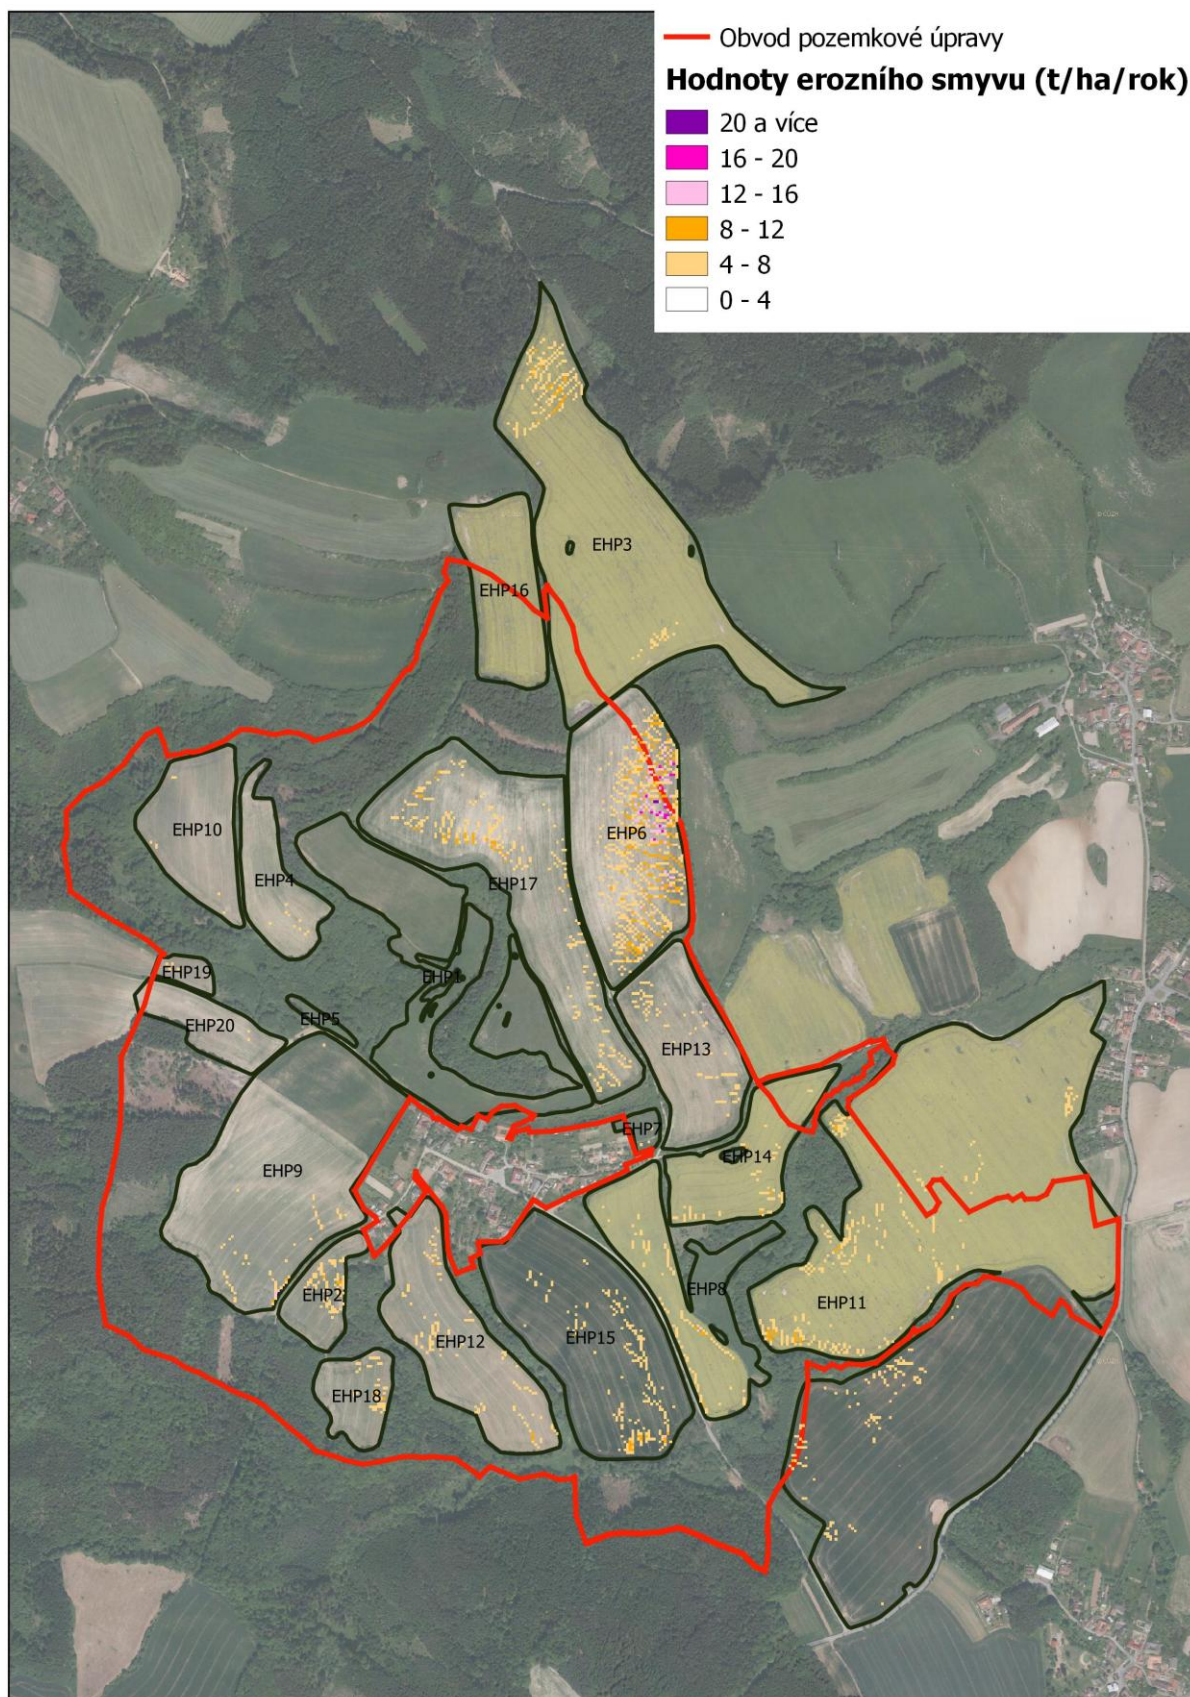 Obvod pozemkové úpravy
Hodnoty erozního smyvu (t/ha/rok)
20 a více
16 - 20
12 - 16
8 - 12
4 - 8
0 - 4
EHP3
EHP16
EHP10
EHP6
EHP4
EHP17
EHP19
EHP1
EHP5
EHP20
EHP13
EHP7
EHP14
EHP9
EHP8
EHP2
EHP11
EHP12
EHP15
EHP18